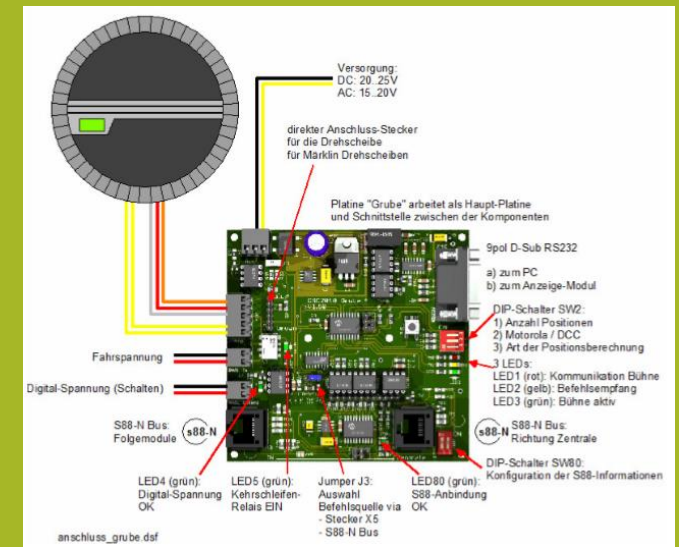 Versorgung:
DC: 20..25V
AC: 15..20V
direkter Anschluss-Stecker
für die Drehscheibe
für Märklin Drehscheiben
Platine "Grube" arbeitet als Haupt-Platine
und Schnittstelle zwischen der Komponenten
9pol D-Sub RS232
a) zum PC
b) zum Anzeige-Modul
DIP-Schalter SW2:
1) Anzahl Positionen
2) Motorola / DCC
3) Art der Positionsberechnung
Fahrspannung
3 LEDs:
LED1 (rot): Kommunikation Bühne
LED2 (gelb): Befehlsempfang
LED3 (grün): Bühne aktiv
Digital-Spannung (Schalten)
S88-N Bus:
Folgemodule
s88-N
s88-N
S88-N Bus:
Richtung Zentrale
DIP-Schalter SW80:
Konfiguration der S88-Informationen
LED4 (grün):
Digital-Spannung
OK
LED5 (grün):
Kehrschleifen-
Relais EIN
Jumper J3:
Auswahl
Befehlsquelle via
- Stecker X5
- S88-N Bus
LED80 (grün):
S88-Anbindung
OK
anschluss_grube.dsf